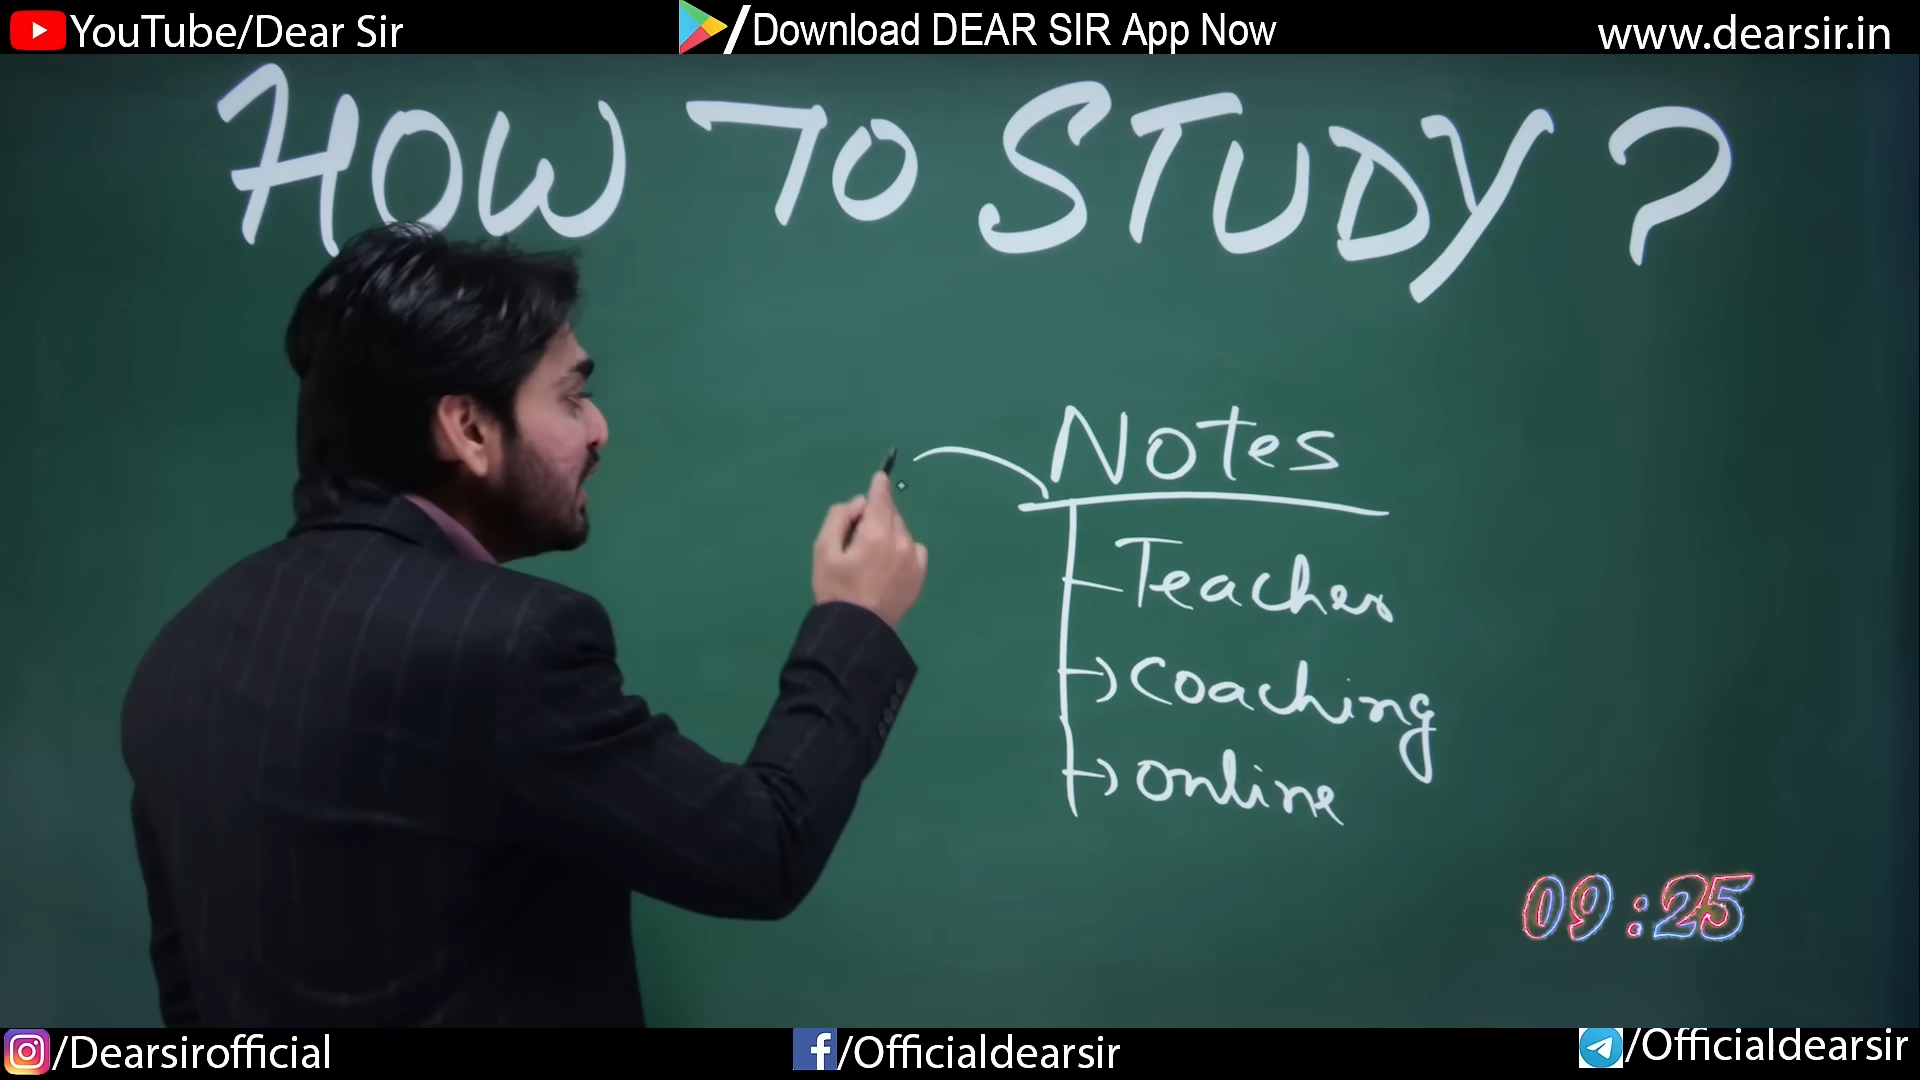 YouTube/Dear Sir
/Download DEAR SIR App Now
www.dearsir.in
HOW TO STUDY ?
Notes
Teacher
Coaching
Online
09:25
/Dearsirofficial
/Officialdearsir
/Officialdearsir